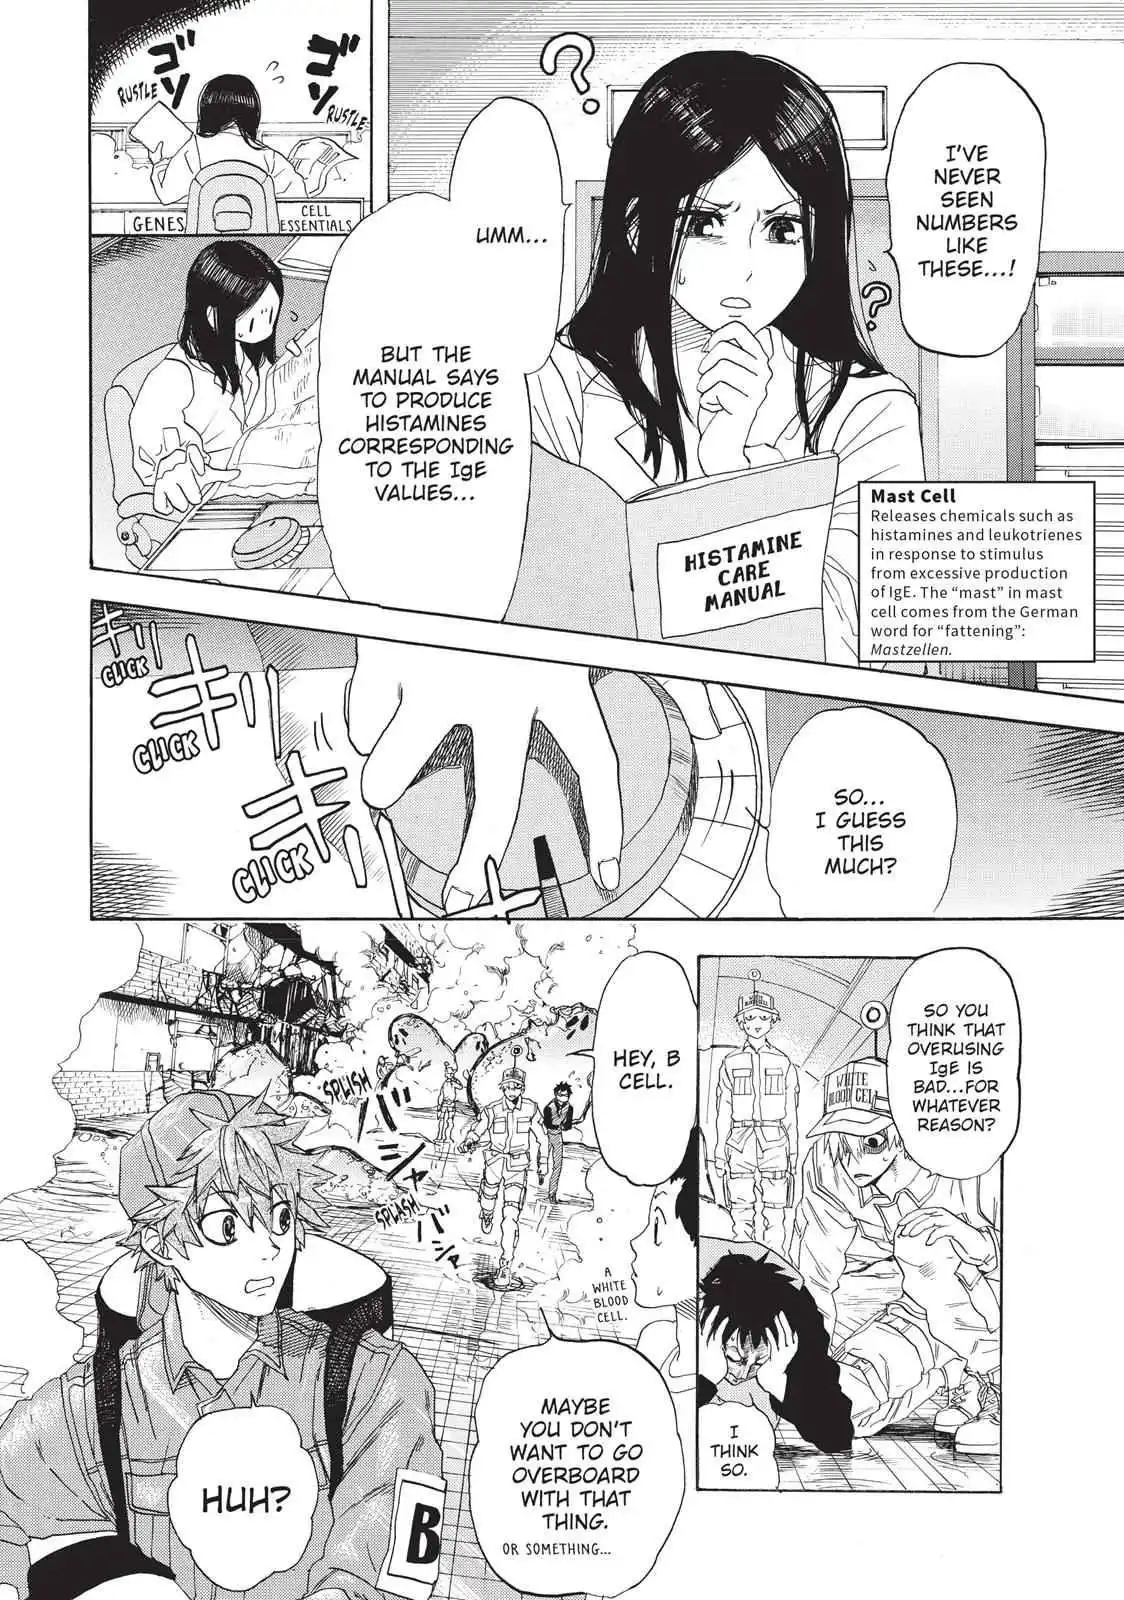 I'VE
NEVER
SEEN
NUMBERS
LIKE
THESE...!
?
?
Mast Cell
Releases chemicals such as
histamines and leukotrienes
in response to stimulus
from excessive production
of IgE. The “mast” in mast
cell comes from the German
word for “fattening”:
Mastzellen.
HISTAMINE
CARE
MANUAL
UMM...
BUT THE
MANUAL SAYS
TO PRODUCE
HISTAMINES
CORRESPONDING
TO THE IgE
VALUES...
ゴソ
RUSTLE
ゴソ
RUSTLE
GENES
CELL
ESSENTIALS
SO...
I GUESS
THIS
MUCH?
キリ
CLICK
キリ
CLICK
キリ
CLICK
SO YOU
THINK THAT
OVERUSING
IgE IS
BAD...FOR
WHATEVER
REASON?
WHITE
BLOOD CELL
I
THINK
SO.
HEY, B
CELL.
SPLISH
バシャ
SPLASH
バシャ
A
WHITE
BLOOD
CELL.
MAYBE
YOU DON'T
WANT TO GO
OVERBOARD
WITH THAT
THING.
OR SOMETHING...
HUH?
B